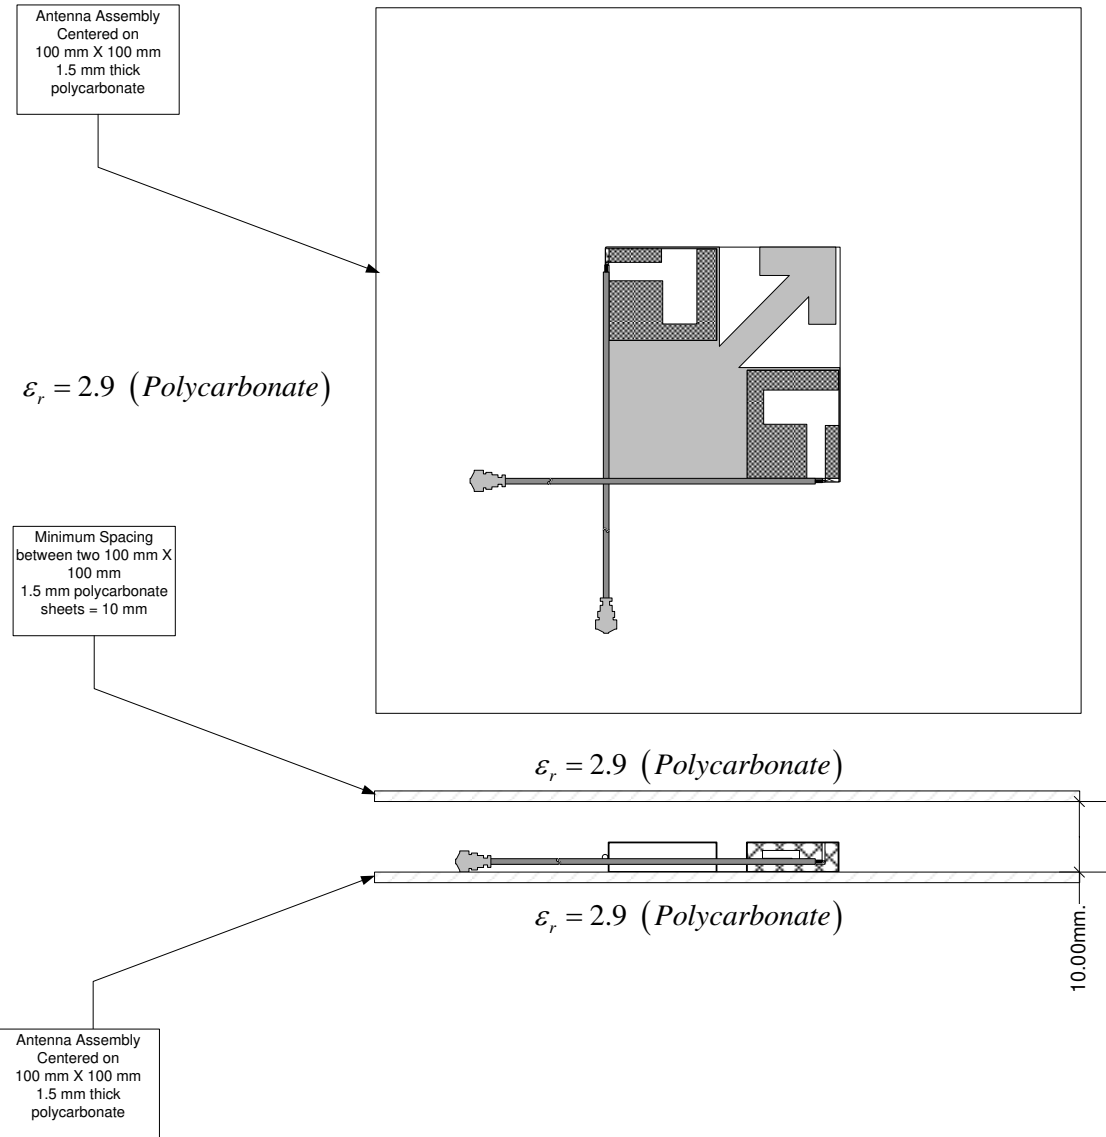 Antenna Assembly
Centered on
100 mm X 100 mm
1.5 mm thick
polycarbonate
εr = 2.9 (Polycarbonate)
Minimum Spacing
between two 100 mm X
100 mm
1.5 mm polycarbonate
sheets = 10 mm
εr = 2.9 (Polycarbonate)
εr = 2.9 (Polycarbonate)
10.00mm.
Antenna Assembly
Centered on
100 mm X 100 mm
1.5 mm thick
polycarbonate